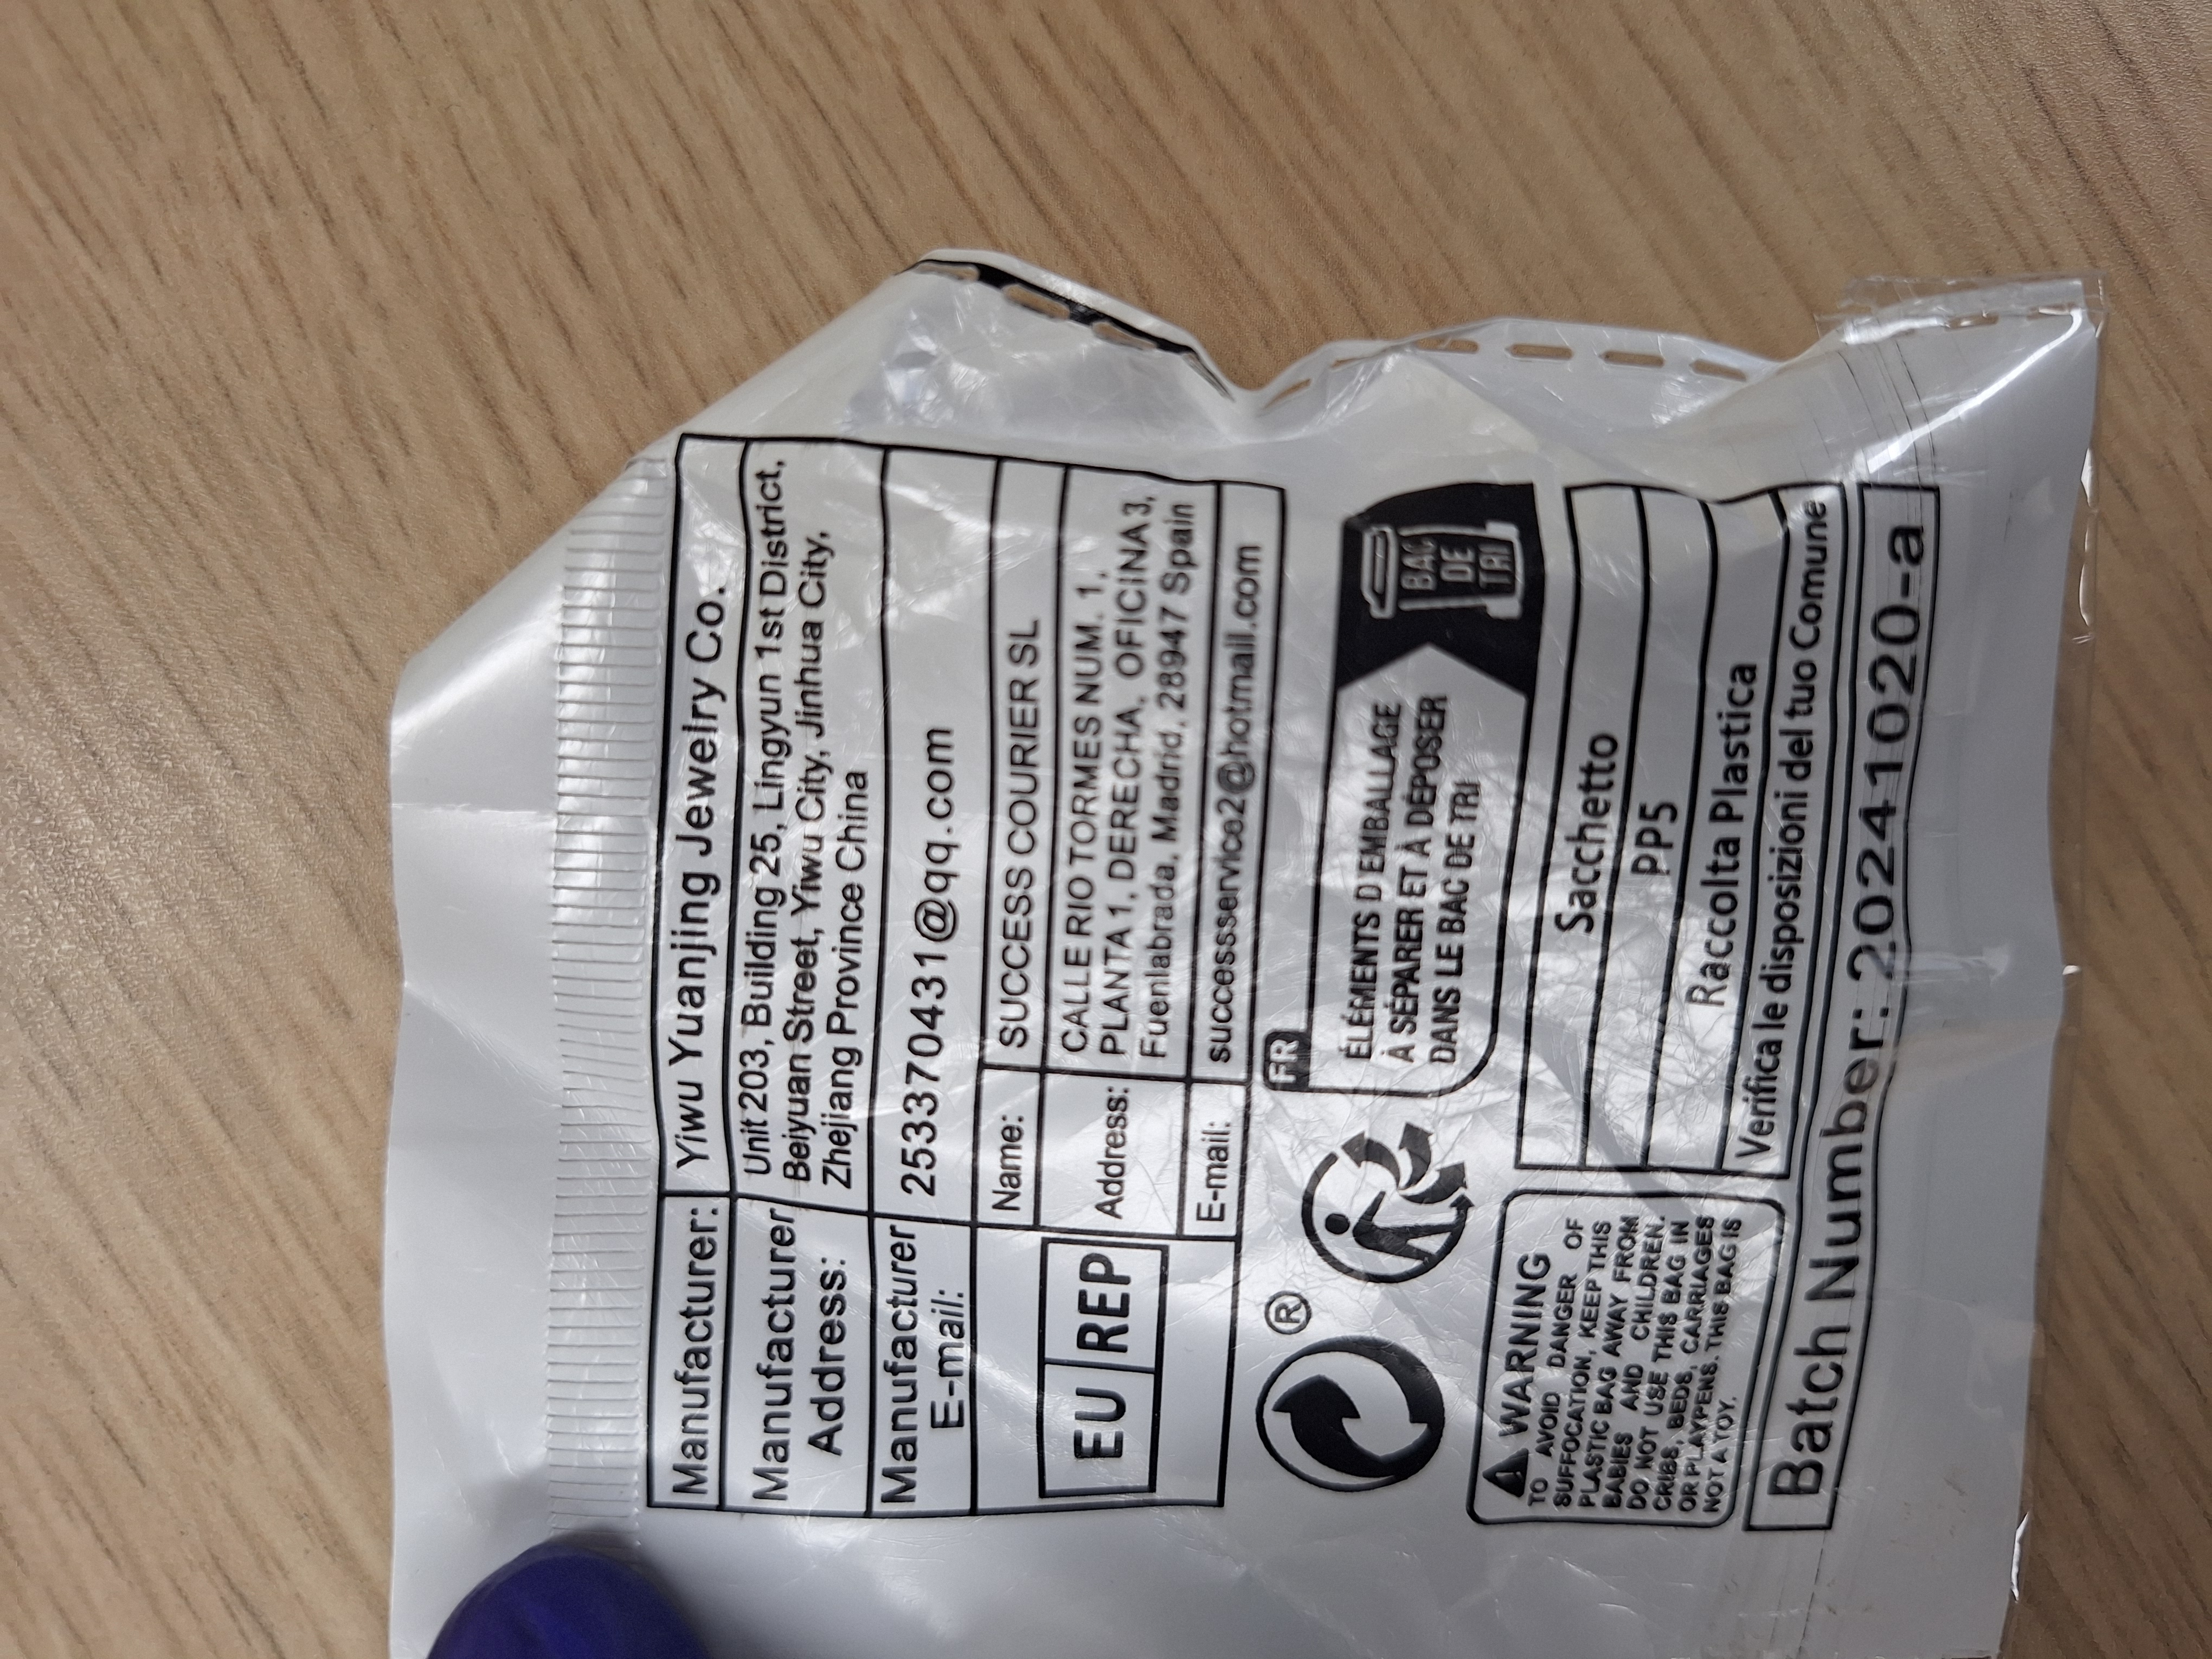 Manufacturer: Yiwu Yuanjing Jewelry Co.
Manufacturer Address: Unit 203, Building 25, Lingyun 1st District,
Beiyuan Street, Yiwu City, Jinhua City,
Zhejiang Province China
Manufacturer E-mail: 2533704431@qq.com
EU REP
Name: SUCCESS COURIER SL
Address: CALLE RIO TORMES NUM. 1,
PLANTA 1, DERECHA, OFICINA3,
Fuenlabrada, Madrid, 28947 Spain
E-mail: successservice2@hotmail.com
®
FR
ÉLÉMENTS D EMBALLAGE
À SÉPARER ET À DÉPOSER
DANS LE BAC DE TRI
BAC
DE
TRI
WARNING
TO AVOID DANGER OF
SUFFOCATION, KEEP THIS
PLASTIC BAG AWAY FROM
BABIES AND CHILDREN.
DO NOT USE THIS BAG IN
CRIBS, BEDS, CARRIAGES
OR PLAYPENS. THIS BAG IS
NOT A TOY.
Sacchetto
PP5
Raccolta Plastica
Verifica le disposizioni del tuo Comune
Batch Number: 20241020-a